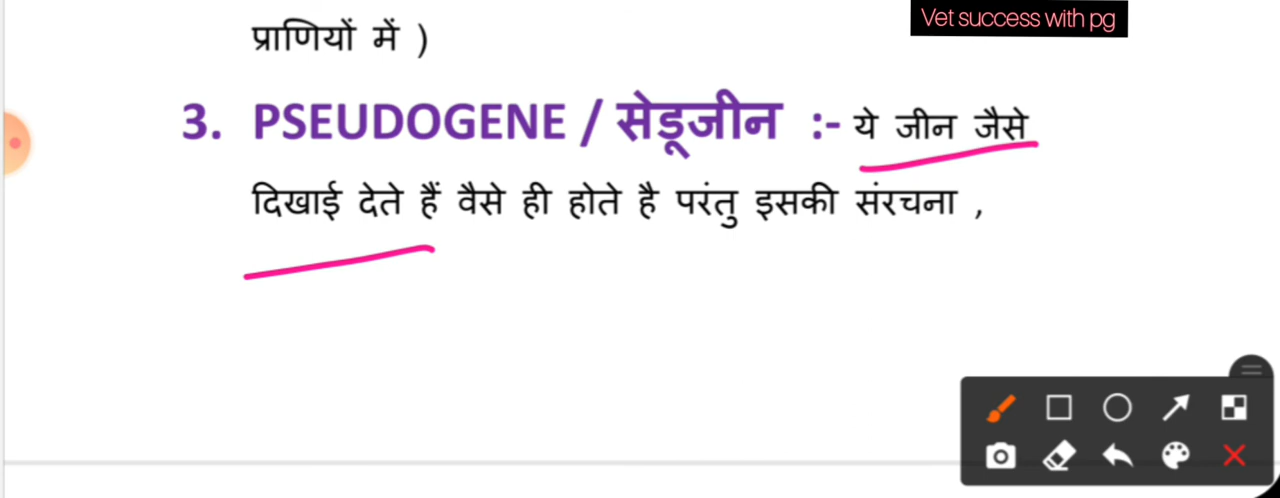 Vet success with pg
प्राणियों में )
3. PSEUDOGENE / सेडूजीन :- ये जीन जैसे
दिखाई देते हैं वैसे ही होते है परंतु इसकी संरचना ,